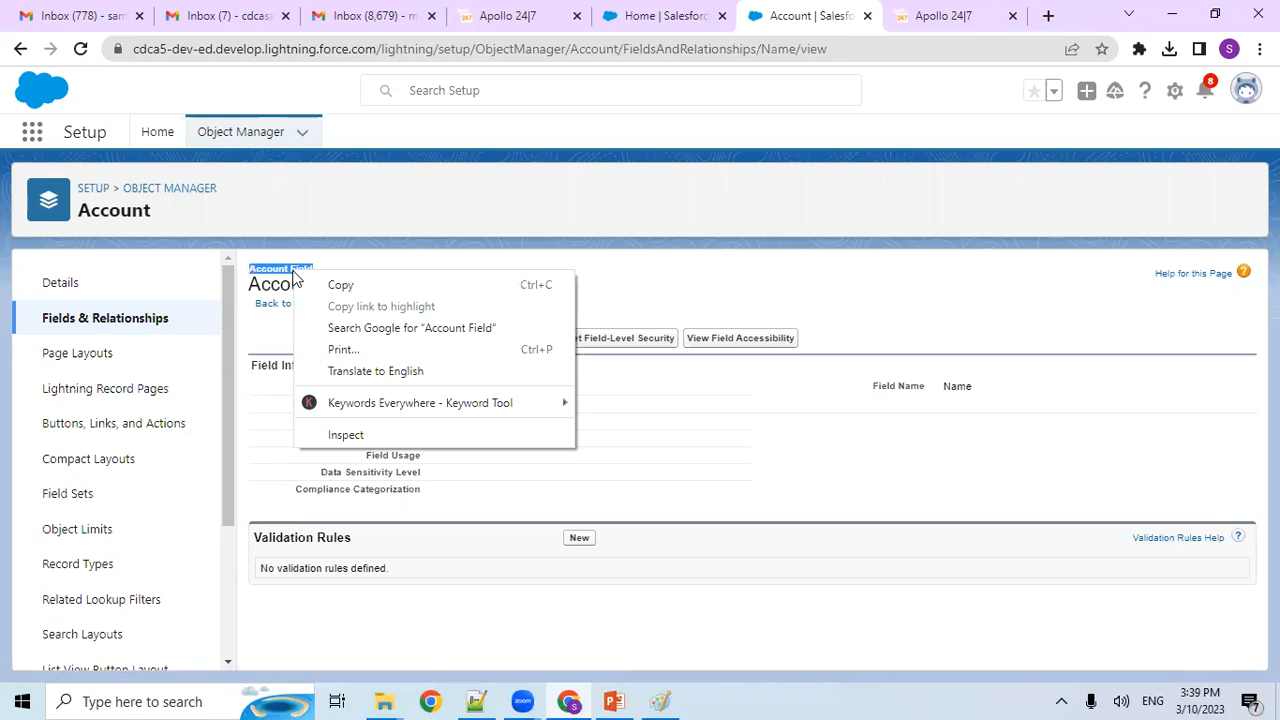 Inbox (778) - s
Inbox (Objectcas
Inbox (8,679) - m
Apollo 24|7
Home | Salesforc
Account | Salesfo
Apollo 24|7
cdca5-dev-ed.develop.lightning.force.com/lightning/setup/ObjectManager/Account/FieldsAndRelationships/Name/view
S
Search Setup
8
Setup
Home
Object Manager
SETUP > OBJECT MANAGER
Account
Details
Fields & Relationships
Page Layouts
Lightning Record Pages
Buttons, Links, and Actions
Compact Layouts
Field Sets
Object Limits
Record Types
Related Lookup Filters
Search Layouts
List View Button Layout
Account Field
Acco
Back to
Help for this Page
Copy Ctrl+C
Copy link to highlight
Search Google for "Account Field"
Print... Ctrl+P
Translate to English
Keywords Everywhere - Keyword Tool
Inspect
et Field-Level Security
View Field Accessibility
Field In
Field Name Name
Field Usage
Data Sensitivity Level
Compliance Categorization
Validation Rules
New
Validation Rules Help
No validation rules defined.
Type here to search
zoom
ENG
3:39 PM
3/10/2023
7